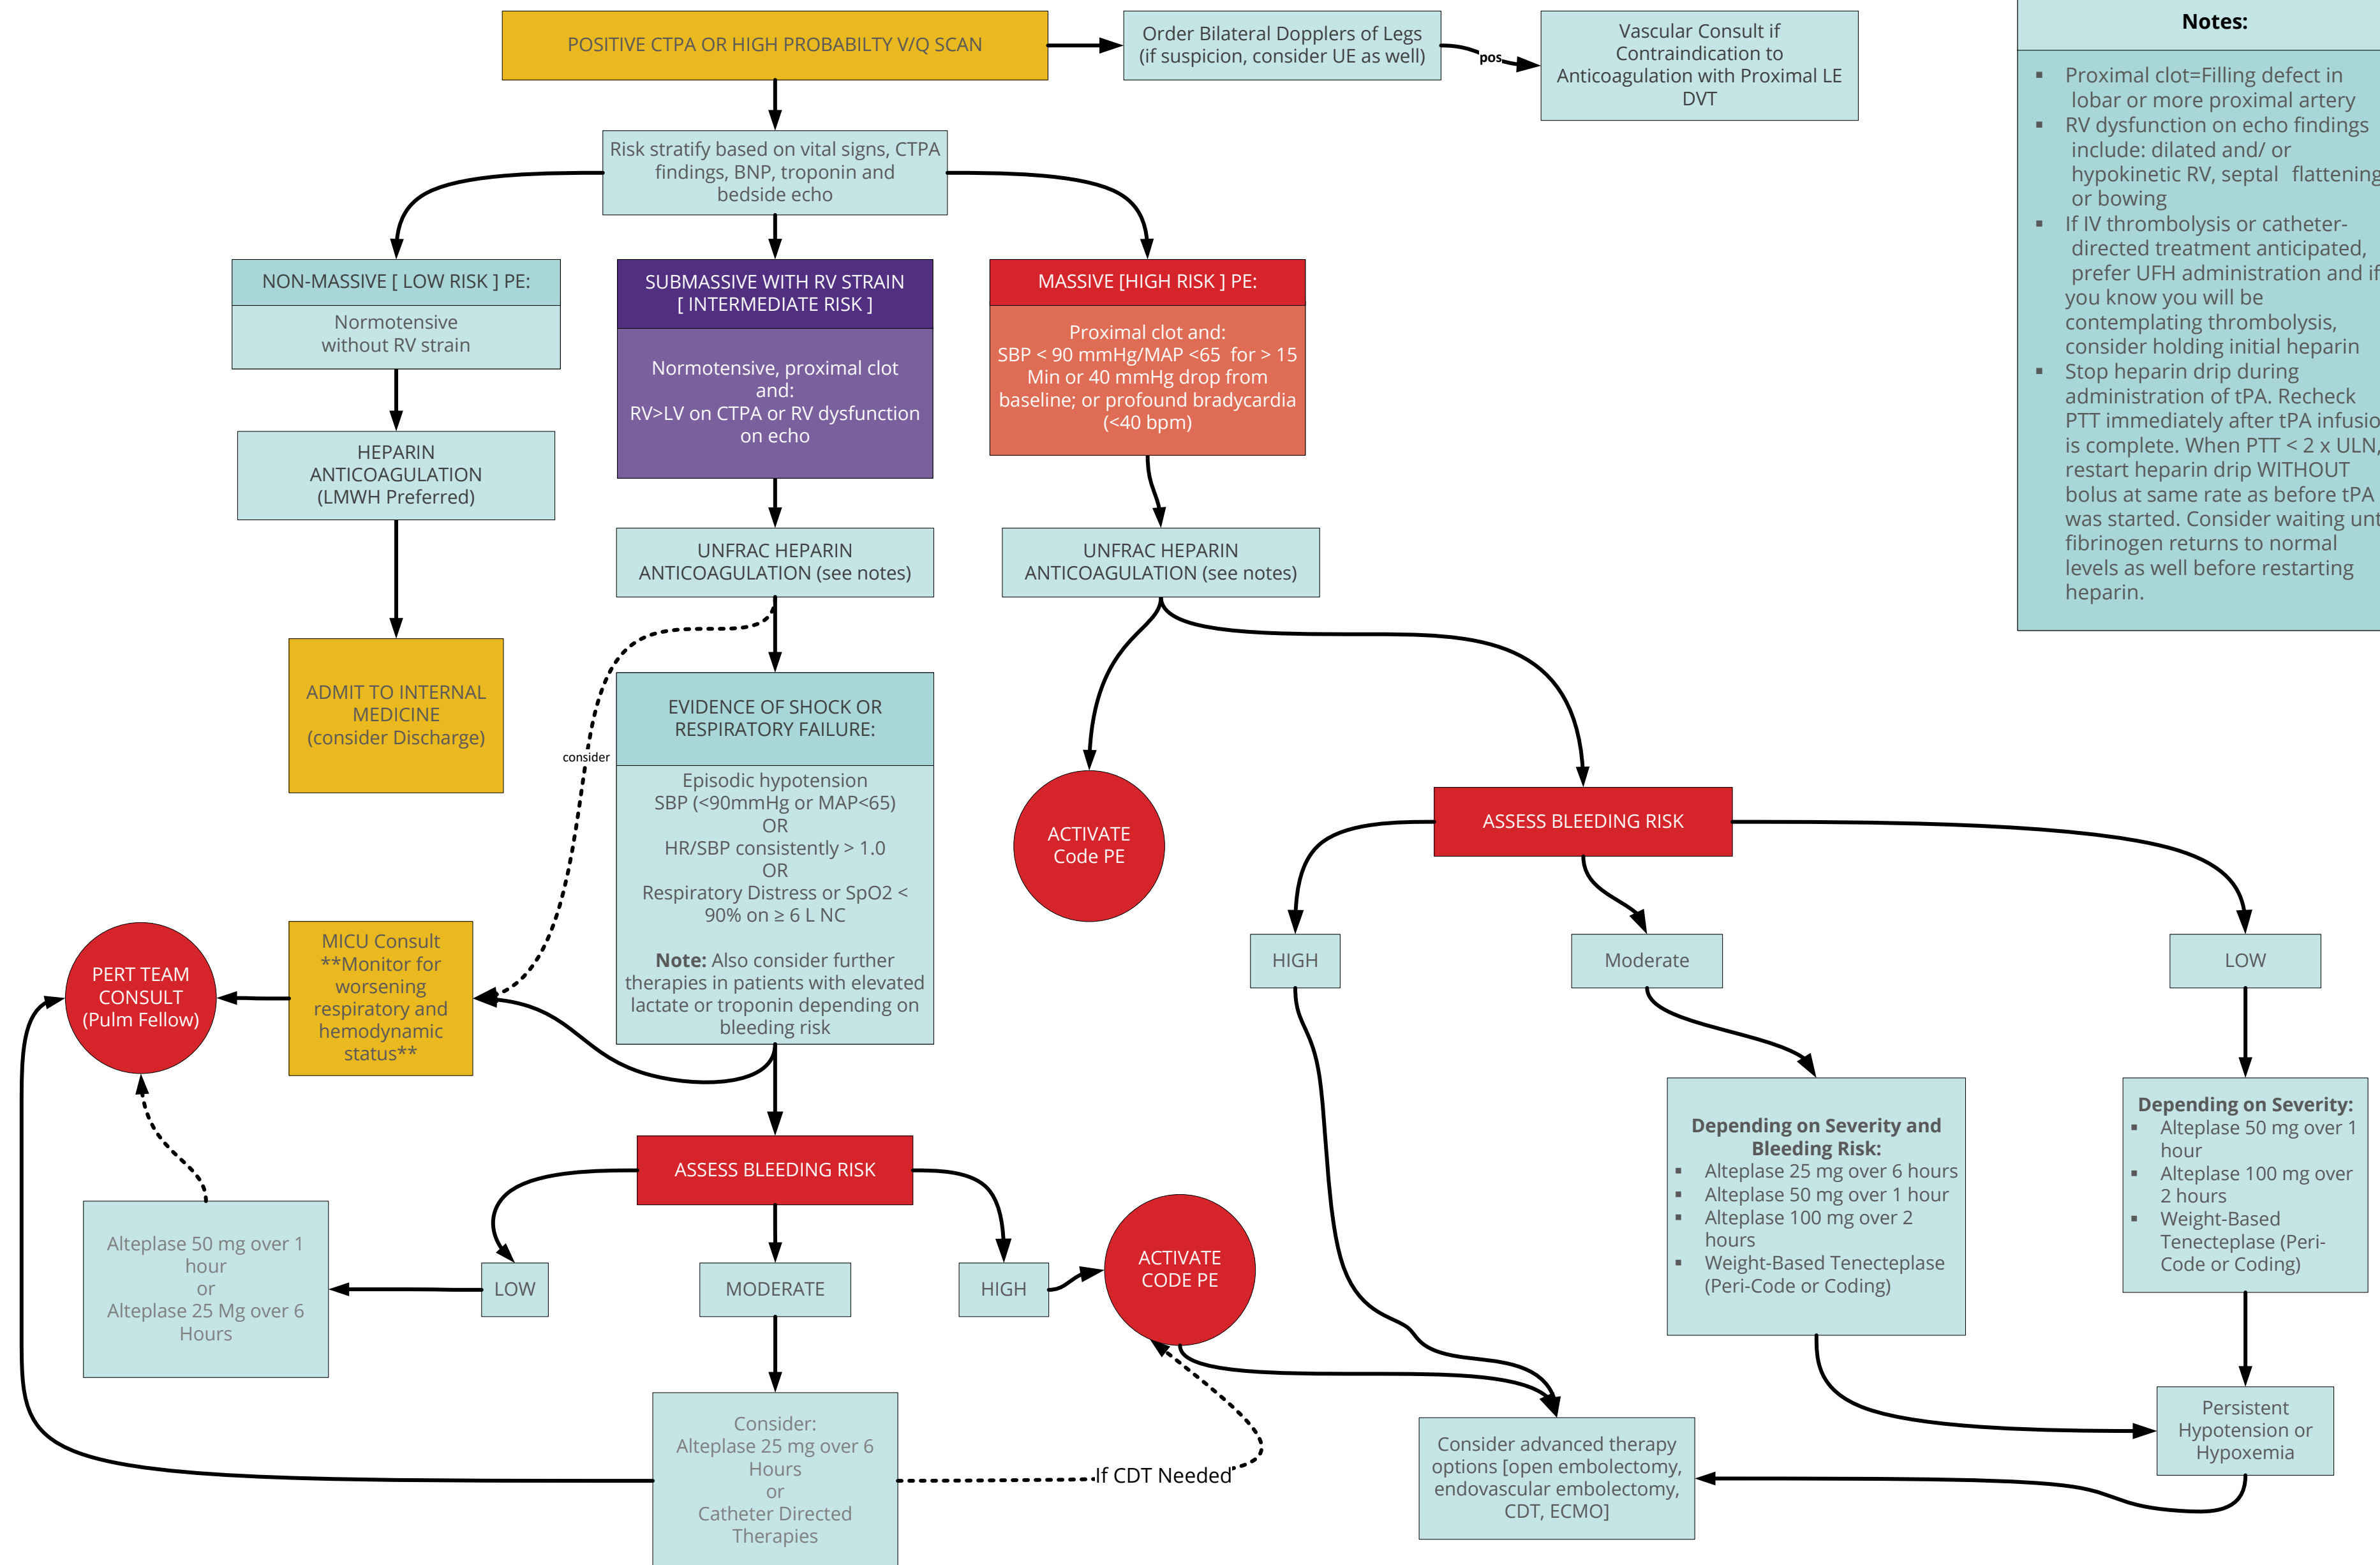 POSITIVE CTPA OR HIGH PROBABILTY V/Q SCAN
Order Bilateral Dopplers of Legs
(if suspicion, consider UE as well)
pos
Vascular Consult if
Contraindication to
Anticoagulation with Proximal LE
DVT
Notes:
▪ Proximal clot=Filling defect in
lobar or more proximal artery
▪ RV dysfunction on echo findings
include: dilated and/ or
hypokinetic RV, septal flattening
or bowing
▪ If IV thrombolysis or catheter-
directed treatment anticipated,
prefer UFH administration and if
you know you will be
contemplating thrombolysis,
consider holding initial heparin
▪ Stop heparin drip during
administration of tPA. Recheck
PTT immediately after tPA infusio
is complete. When PTT < 2 x ULN,
restart heparin drip WITHOUT
bolus at same rate as before tPA
was started. Consider waiting unt
fibrinogen returns to normal
levels as well before restarting
heparin.
Risk stratify based on vital signs, CTPA
findings, BNP, troponin and
bedside echo
NON-MASSIVE [ LOW RISK ] PE:
Normotensive
without RV strain
SUBMASSIVE WITH RV STRAIN
[ INTERMEDIATE RISK ]
Normotensive, proximal clot
and:
RV>LV on CTPA or RV dysfunction
on echo
MASSIVE [HIGH RISK ] PE:
Proximal clot and:
SBP < 90 mmHg/MAP <65 for > 15
Min or 40 mmHg drop from
baseline; or profound bradycardia
(<40 bpm)
HEPARIN
ANTICOAGULATION
(LMWH Preferred)
UNFRAC HEPARIN
ANTICOAGULATION (see notes)
UNFRAC HEPARIN
ANTICOAGULATION (see notes)
ADMIT TO INTERNAL
MEDICINE
(consider Discharge)
consider
EVIDENCE OF SHOCK OR
RESPIRATORY FAILURE:
Episodic hypotension
SBP (<90mmHg or MAP<65)
OR
HR/SBP consistently > 1.0
OR
Respiratory Distress or SpO2 <
90% on ≥ 6 L NC
Note: Also consider further
therapies in patients with elevated
lactate or troponin depending on
bleeding risk
ACTIVATE
Code PE
ASSESS BLEEDING RISK
HIGH
Moderate
LOW
PERT TEAM
CONSULT
(Pulm Fellow)
MICU Consult
**Monitor for
worsening
respiratory and
hemodynamic
status**
Depending on Severity and
Bleeding Risk:
▪ Alteplase 25 mg over 6 hours
▪ Alteplase 50 mg over 1 hour
▪ Alteplase 100 mg over 2
hours
▪ Weight-Based Tenecteplase
(Peri-Code or Coding)
Depending on Severity:
▪ Alteplase 50 mg over 1
hour
▪ Alteplase 100 mg over
2 hours
▪ Weight-Based
Tenecteplase (Peri-
Code or Coding)
ASSESS BLEEDING RISK
Alteplase 50 mg over 1
hour
or
Alteplase 25 Mg over 6
Hours
LOW
MODERATE
HIGH
ACTIVATE
CODE PE
Consider:
Alteplase 25 mg over 6
Hours
or
Catheter Directed
Therapies
If CDT Needed
Consider advanced therapy
options [open embolectomy,
endovascular embolectomy,
CDT, ECMO]
Persistent
Hypotension or
Hypoxemia